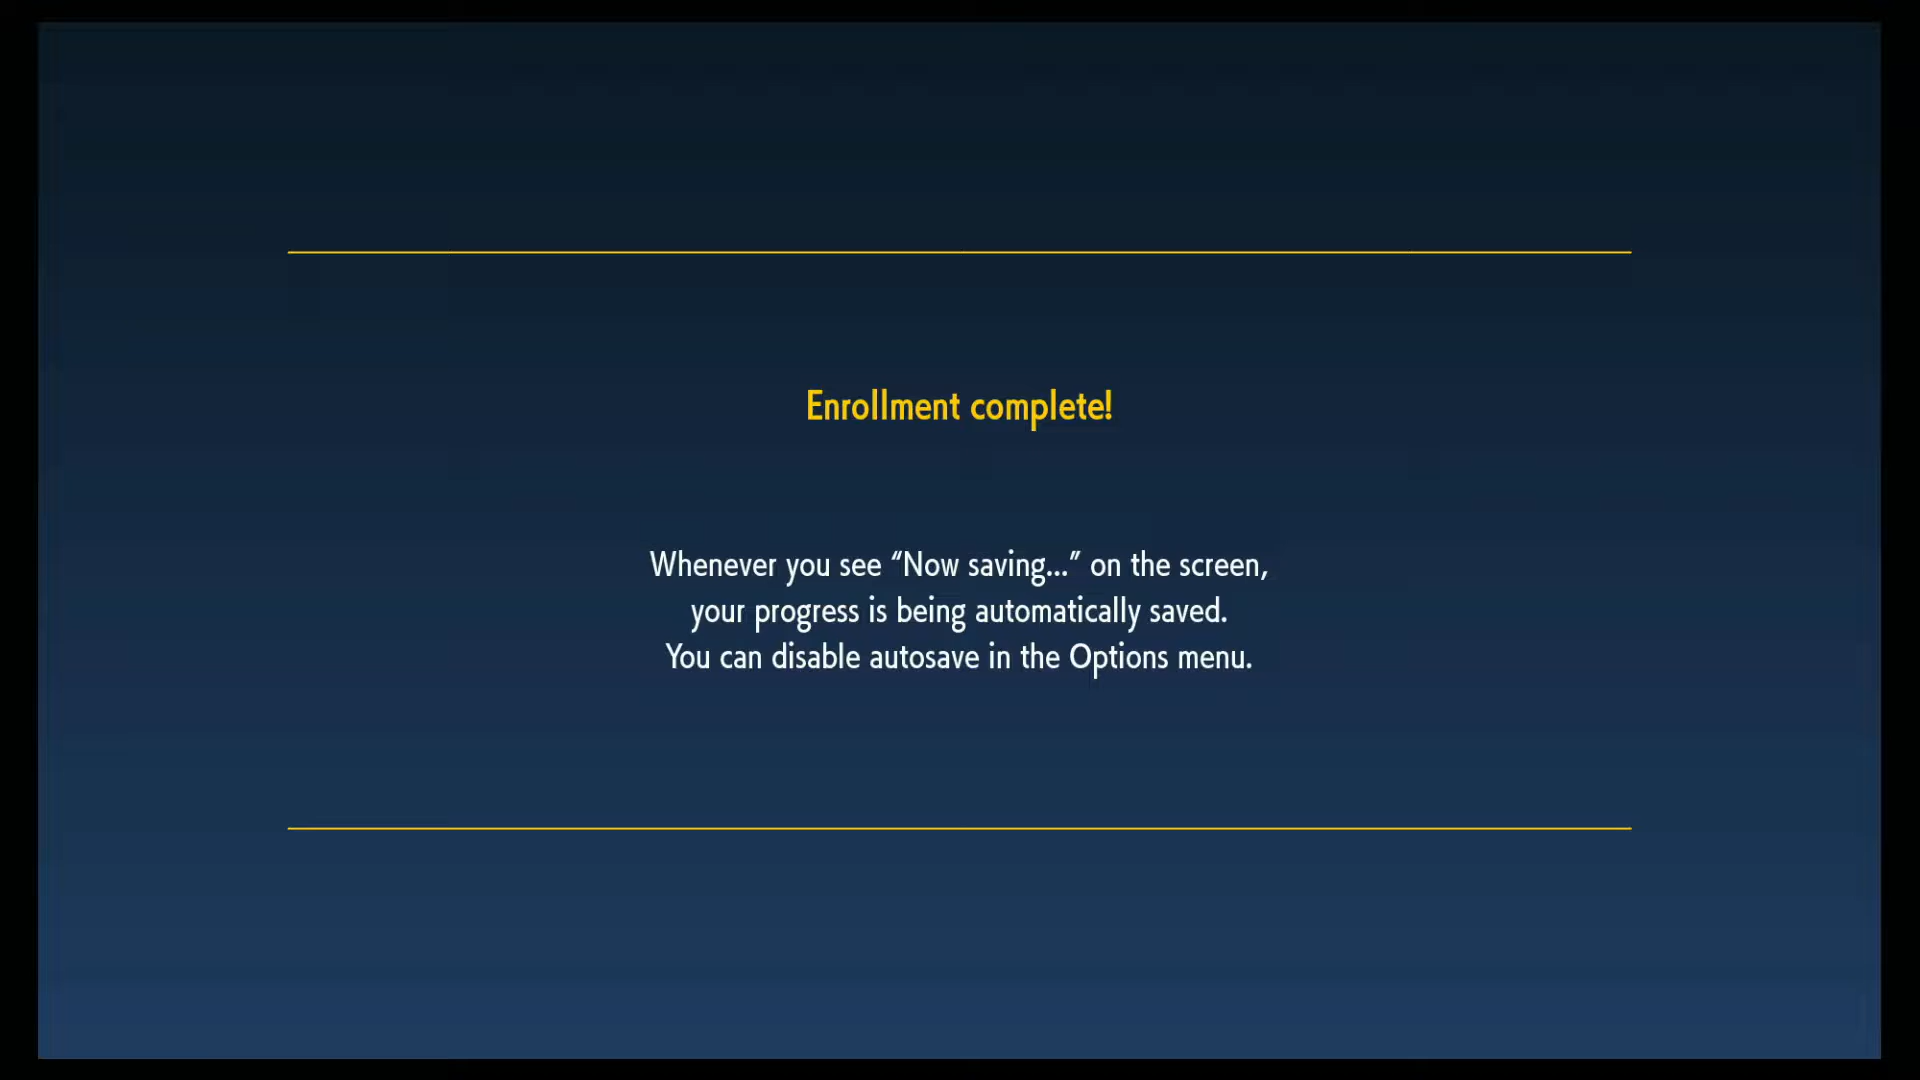 Enrollment complete!
Whenever you see “Now saving...” on the screen,
your progress is being automatically saved.
You can disable autosave in the Options menu.